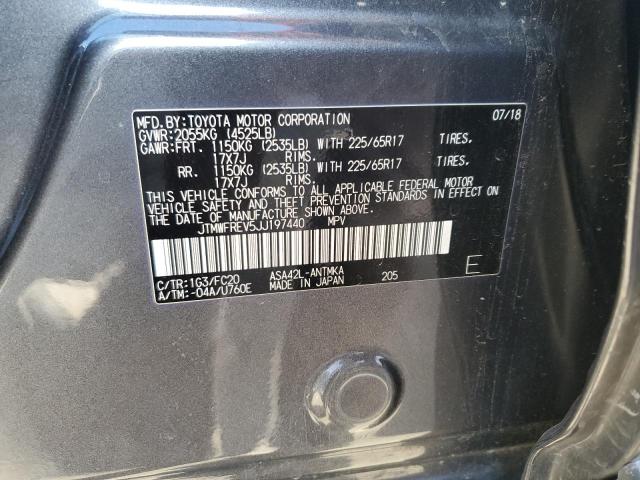 MFD.BY:TOYOTA MOTOR CORPORATION 07/18
GVWR:2055KG (4525LB)
GAWR:FRT. 1150KG (2535LB) WITH 225/65R17 TIRES.
17X7J RIMS.
RR. 1150KG (2535LB) WITH 225/65R17 TIRES.
17X7J RIMS.
THIS VEHICLE CONFORMS TO ALL APPLICABLE FEDERAL MOTOR
VEHICLE SAFETY AND THEFT PREVENTION STANDARDS IN EFFECT ON
THE DATE OF MANUFACTURE SHOWN ABOVE.
JTMWFREV5JJ197440 MPV
C/TR:1G3/FC20 ASA42L-ANTMKA 205 E
A/TM:-04A/U760E MADE IN JAPAN